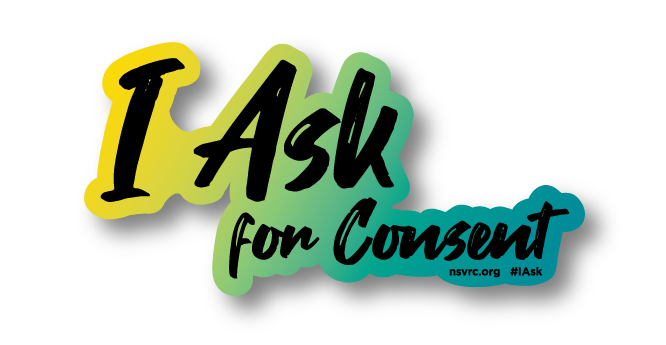 I Ask
for Consent
nsvrc.org #IAsk